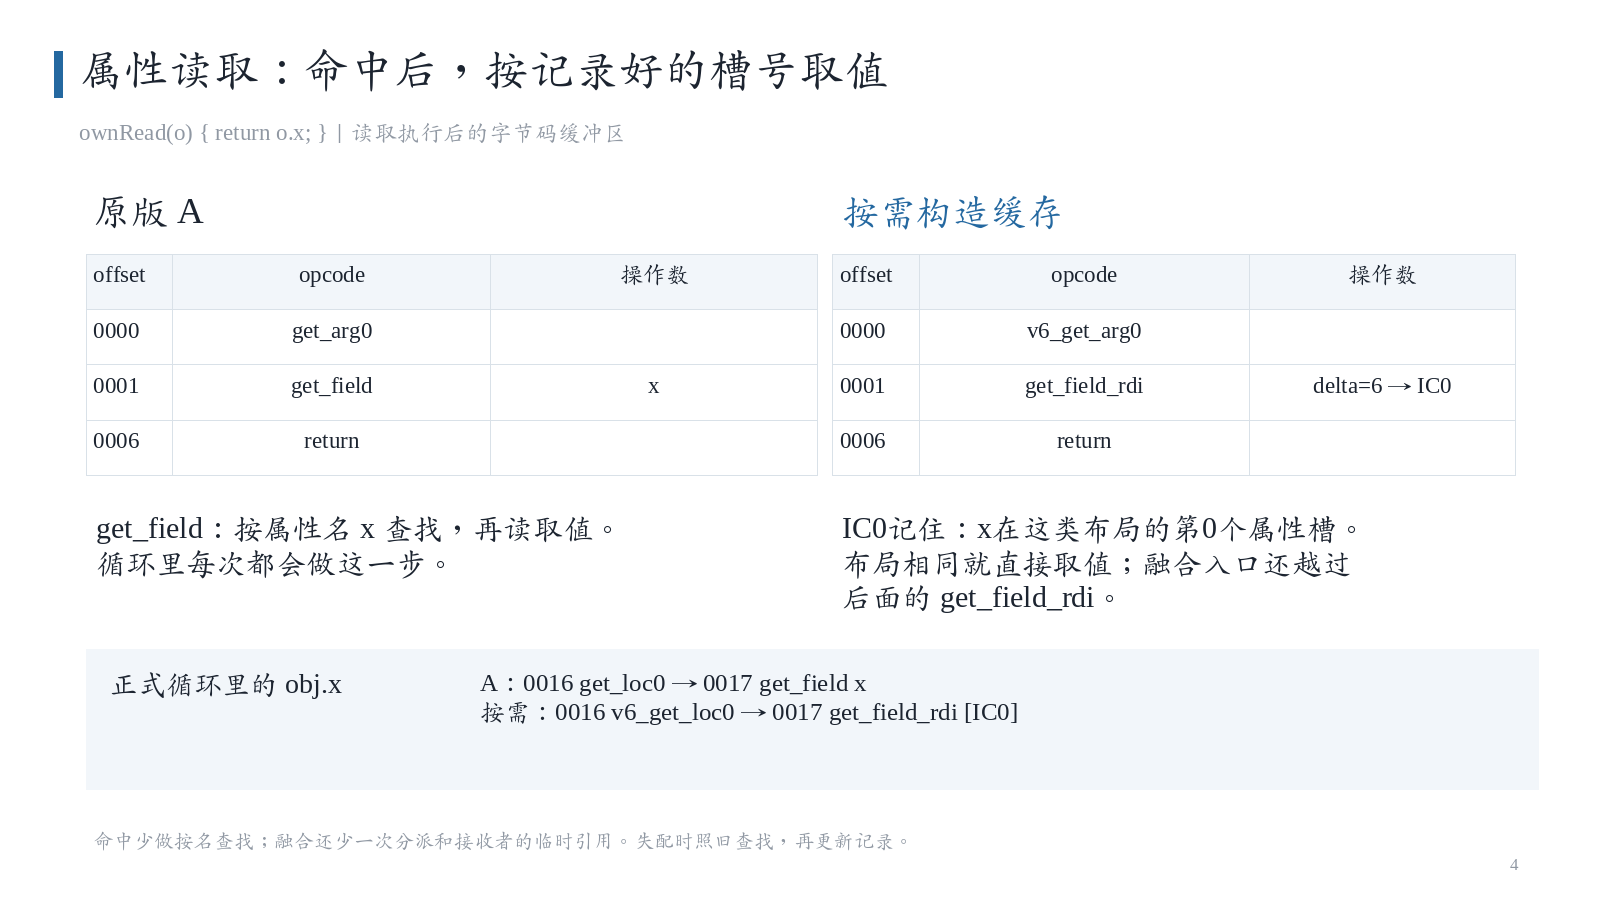 属性读取：命中后，按记录好的槽号取值
ownRead(o) { return o.x; } | 读取执行后的字节码缓冲区
原版 A
offset opcode 操作数
0000 get_arg0
0001 get_field x
0006 return
get_field：按属性名 x 查找，再读取值。
循环里每次都会做这一步。
按需构造缓存
offset opcode 操作数
0000 v6_get_arg0
0001 get_field_rdi delta=6 → IC0
0006 return
IC0记住：x在这类布局的第0个属性槽。
布局相同就直接取值；融合入口还越过
后面的 get_field_rdi。
正式循环里的 obj.x
A：0016 get_loc0 → 0017 get_field x
按需：0016 v6_get_loc0 → 0017 get_field_rdi [IC0]
命中少做按名查找；融合还少一次分派和接收者的临时引用。失配时照旧查找，再更新记录。
4